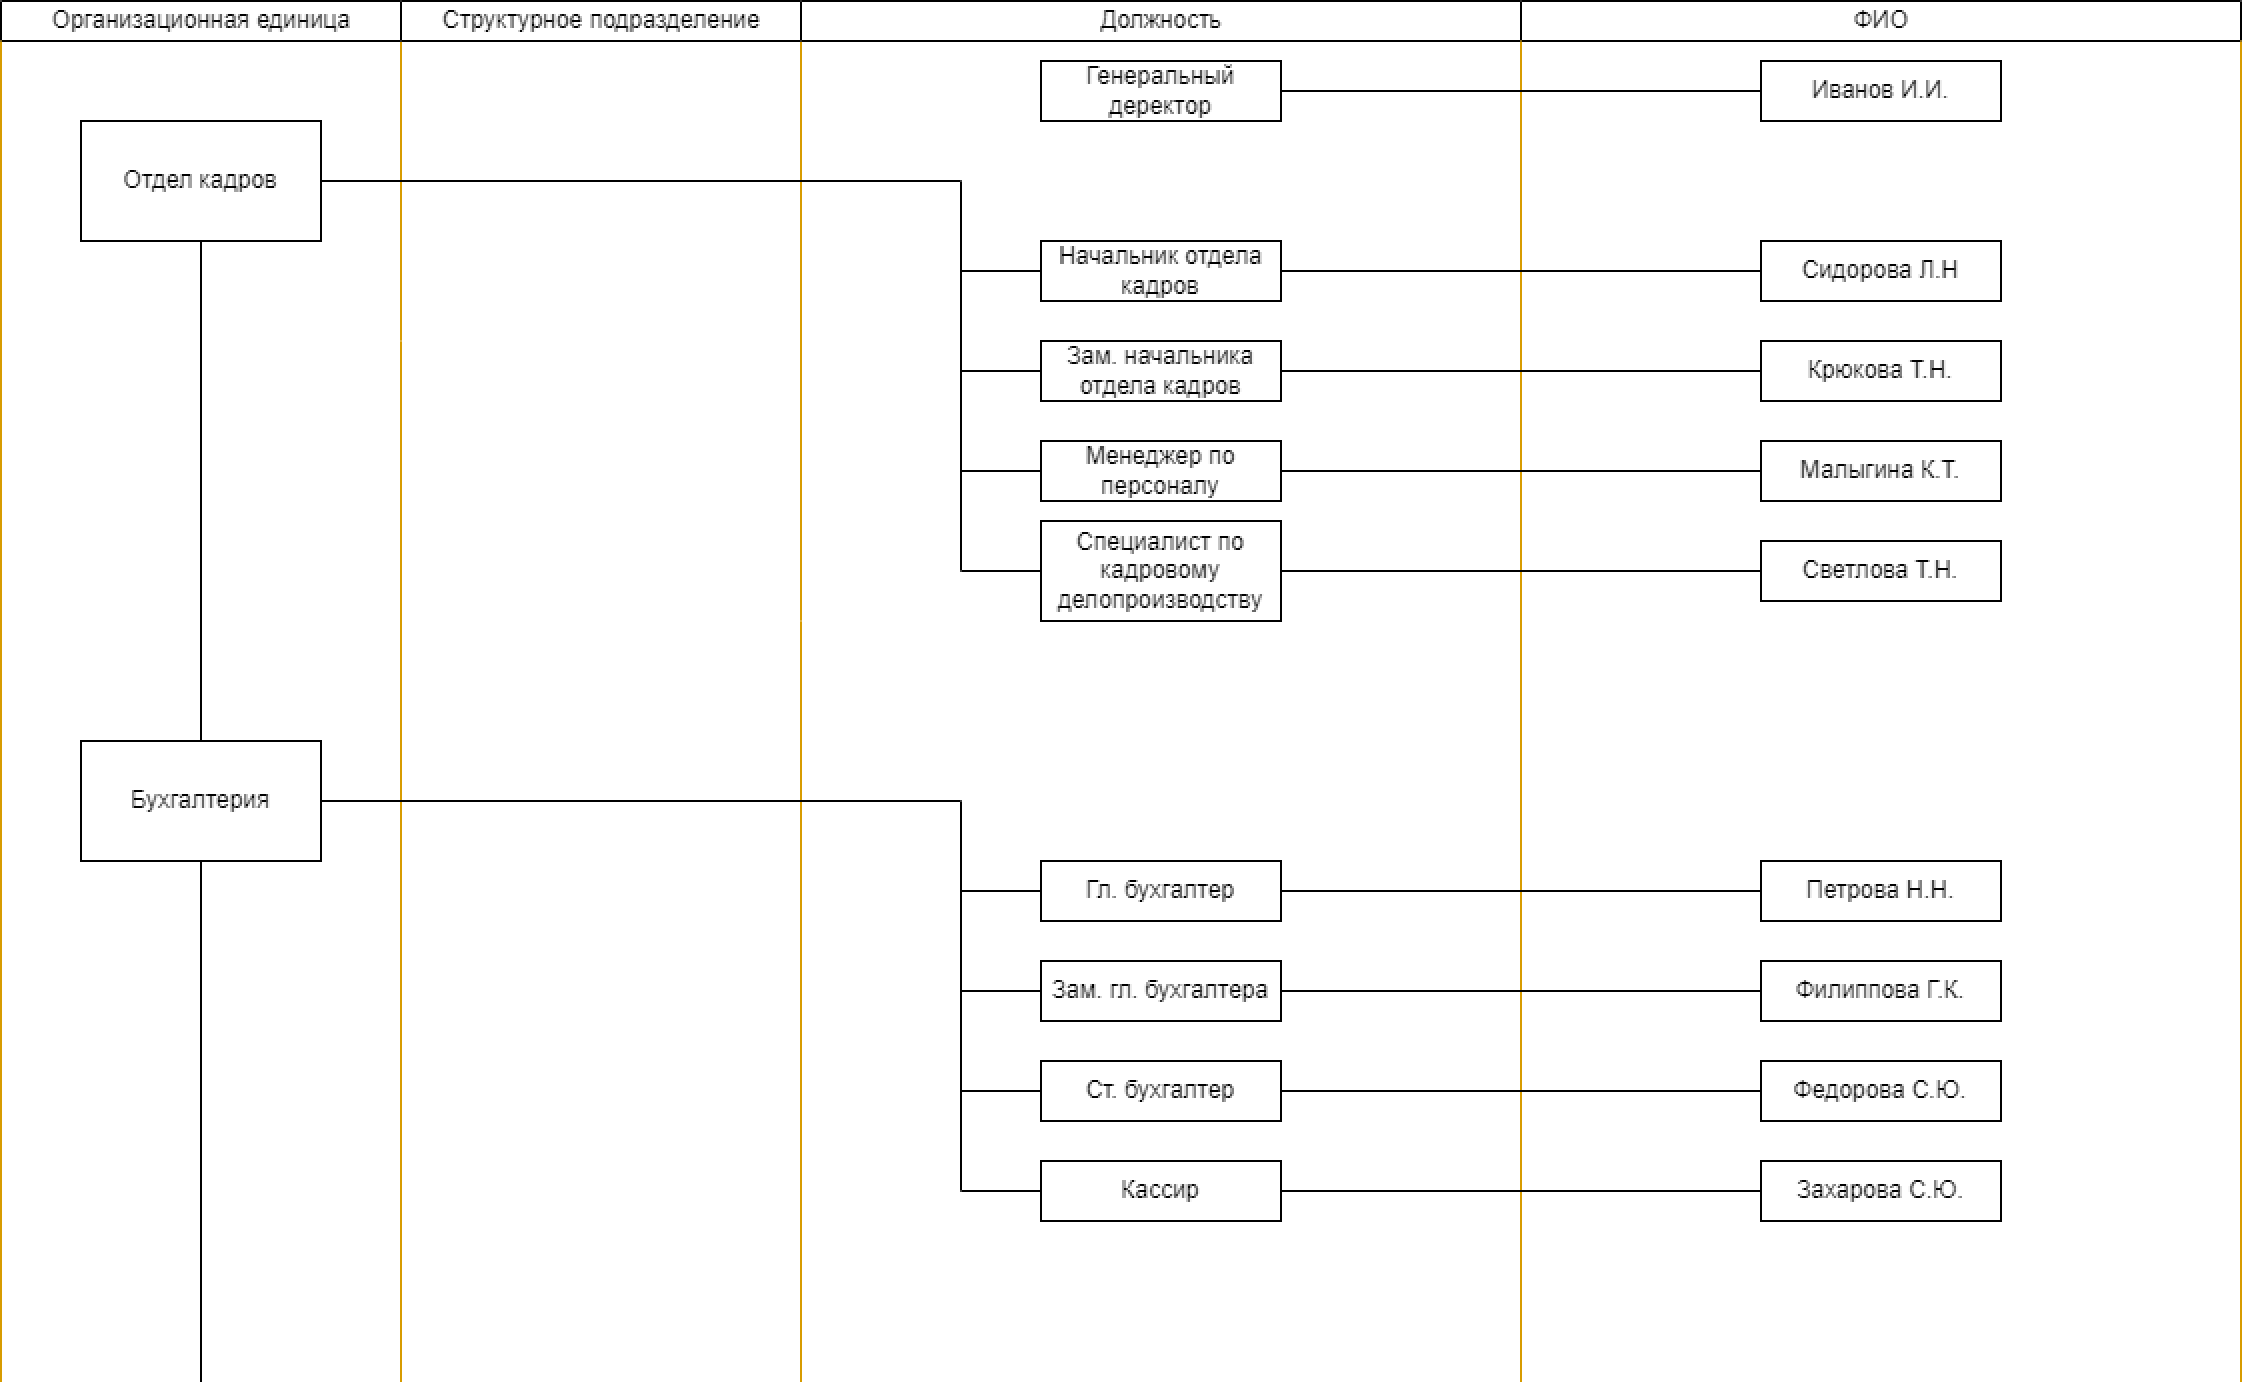 Организационная единица
Структурное подразделение
Должность
ФИО
Генеральный
деректор
Иванов И.И.
Отдел кадров
Начальник отдела
кадров
Сидорова Л.Н
Зам. начальника
отдела кадров
Крюкова Т.Н.
Менеджер по
персоналу
Малыгина К.Т.
Специалист по
кадровому
делопроизводству
Светлова Т.Н.
Бухгалтерия
Гл. бухгалтер
Петрова Н.Н.
Зам. гл. бухгалтера
Филиппова Г.К.
Ст. бухгалтер
Федорова С.Ю.
Кассир
Захарова С.Ю.